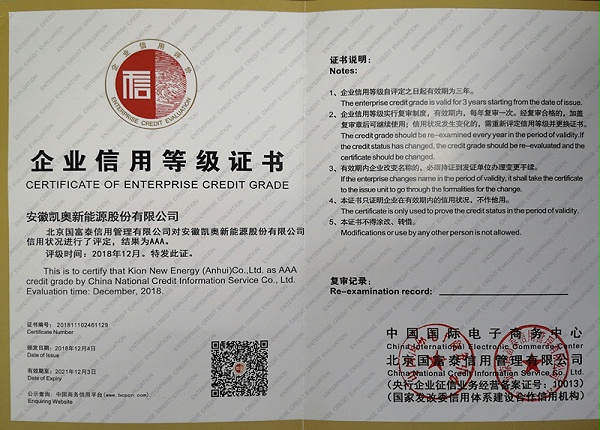 企业信用评价
信
ENTERPRISE CREDIT EVALUATION
企业信用等级证书
CERTIFICATE OF ENTERPRISE CREDIT GRADE
安徽凯奥新能源股份有限公司
北京国富泰信用管理有限公司对安徽凯奥新能源股份有限公司
信用状况进行了评定，结果为AAA。
评级时间：2018年12月。特发此证。
This is to certify that Kion New Energy (Anhui)Co.,Ltd. as AAA
credit grade by China National Credit Information Service Co., Ltd.
Evaluation time: December, 2018.
证书编号： 201811102461129
Certificate Number
颁发日期： 2018年12月4日
Date of Issue
有效期至： 2021年12月3日
Date of Expiry
公示查询：中国商务信用平台(www.bcpcn.com)
Enquiring Website
证书说明：
Notes:
1、企业信用等级自评定之日起有效期为三年。
The enterprise credit grade is valid for 3 years starting from the date of issue.
2、企业信用等级实行复审制度，有效期内，每年复审一次。经复审合格的，加盖
复审章后可继续使用；信用状况发生变化的，需重新评定信用等级并更换证书。
The credit grade should be re-examined every year in the period of validity. If
the credit status has changed, the credit grade should be re-evaluated and the
certificate should be changed.
3、有效期内企业改变名称的，必须持证到发证单位办理变更手续。
If the enterprise changes name in the period of validity, it shall take the certificate
to the issue unit to go through the formalities for the change.
4、本证书只证明企业在有效期内的信用状况，不作他用。
The certificate is only used to prove the credit status in the period of validity.
5、本证书不得涂改、转借。
Modifications or use by any other person is not allowed.
复审记录：
Re-examination record:
中国国际电子商务中心
China International Electronic Commerce Center
北京国富泰信用管理有限公司
China National Credit Information Service Co., Ltd.
(央行企业征信业务经营备案证号：10013)
(国家发改委信用体系建设合作信用机构)